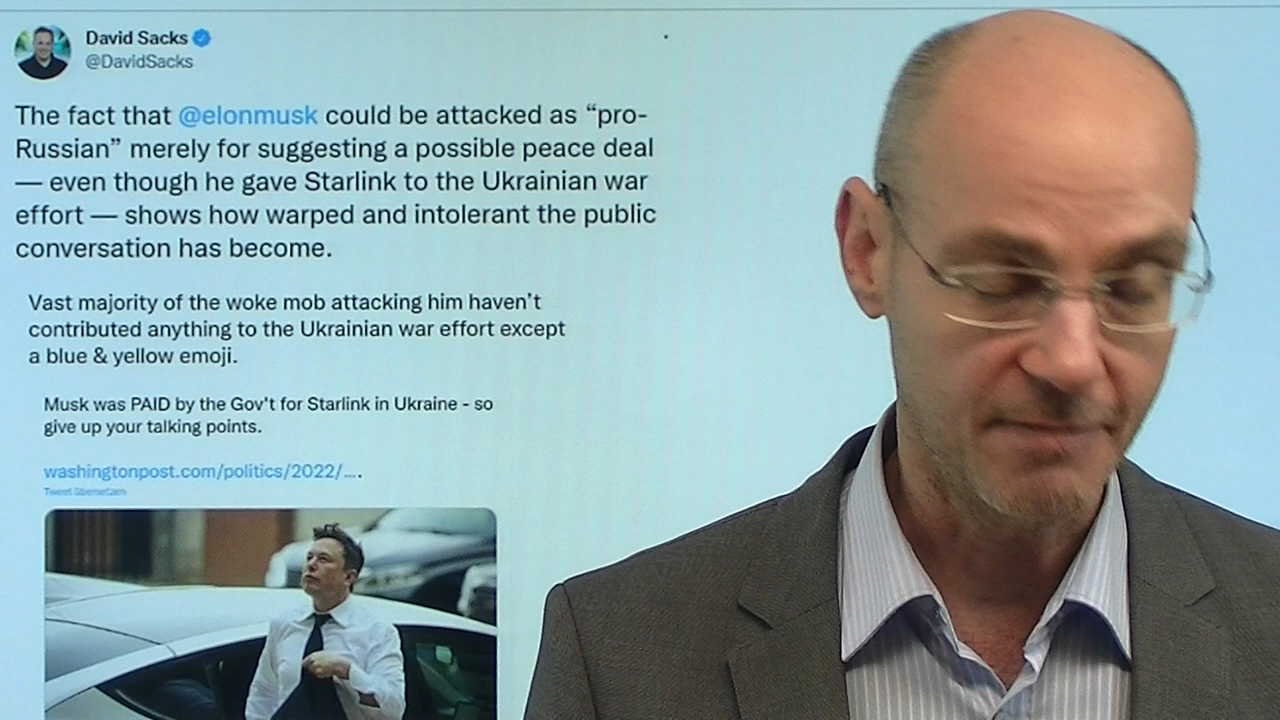 David Sacks
@DavidSacks
The fact that @elonmusk could be attacked as “pro-
Russian” merely for suggesting a possible peace deal
— even though he gave Starlink to the Ukrainian war
effort — shows how warped and intolerant the public
conversation has become.
Vast majority of the woke mob attacking him haven’t
contributed anything to the Ukrainian war effort except
a blue & yellow emoji.
Musk was PAID by the Gov’t for Starlink in Ukraine - so
give up your talking points.
washingtonpost.com/politics/2022/….
Tweet übersetzen